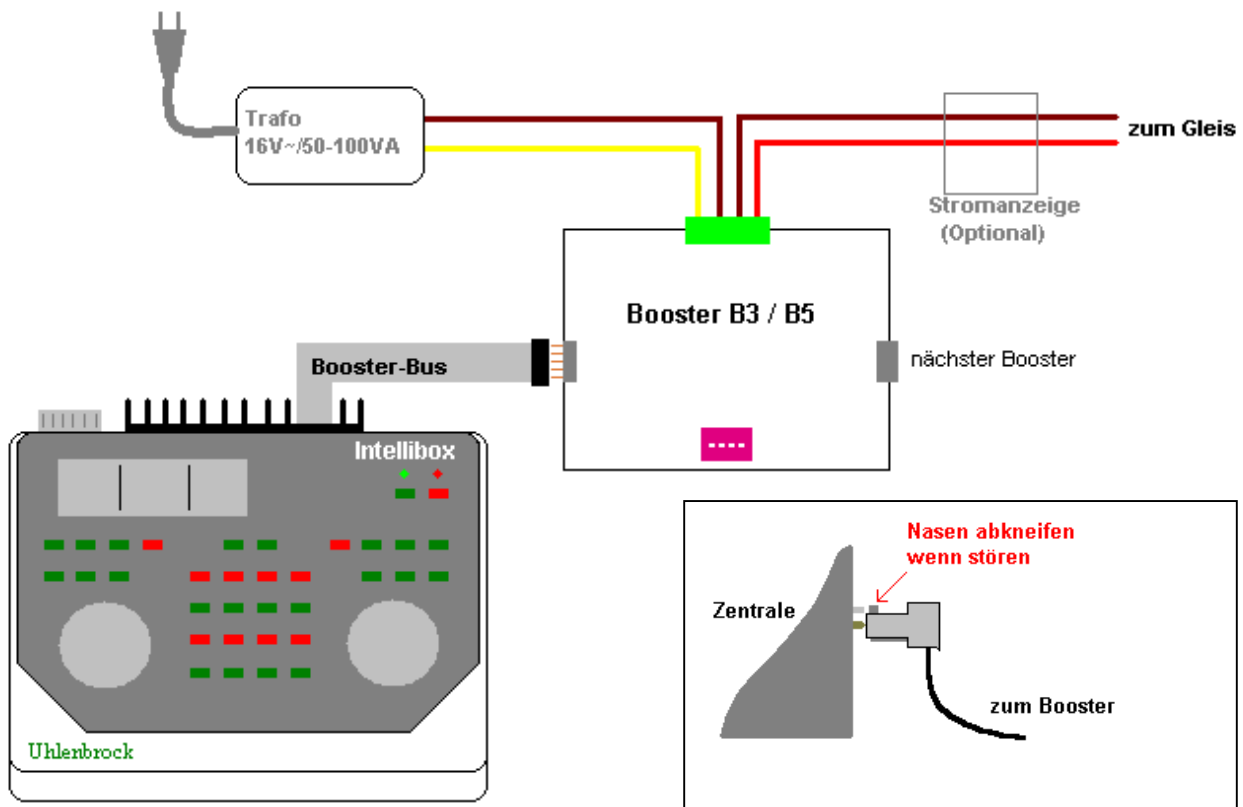 Trafo
16V~/50-100VA
zum Gleis
Stromanzeige
(Optional)
Booster B3 / B5
Booster-Bus
nächster Booster
Intellibox
Nasen abkneifen
wenn stören
Zentrale
zum Booster
Uhlenbrock